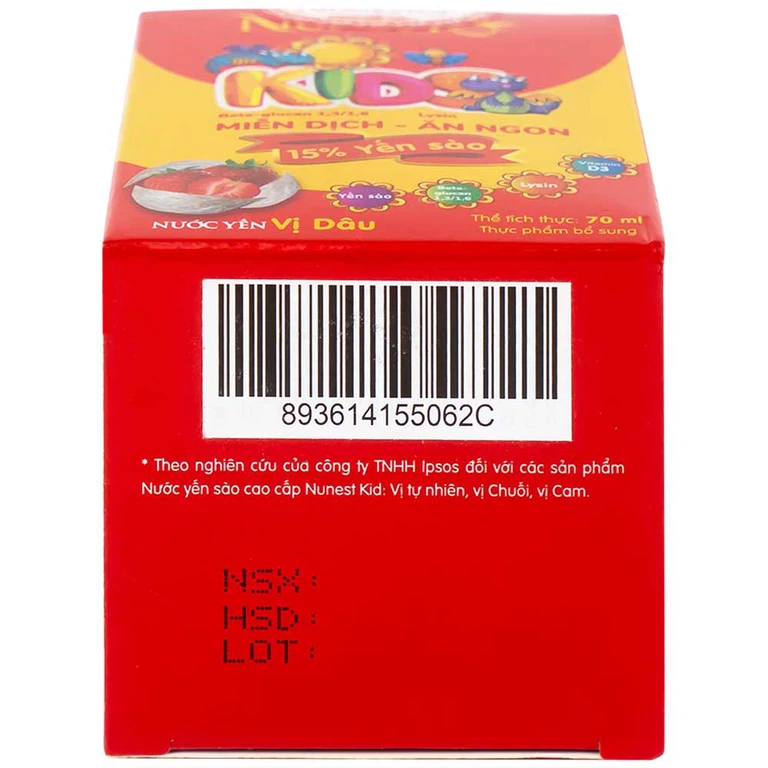 KIDS
Beta-glucan 1,3/1,6 Lysin
MIỄN DỊCH - ĂN NGON
15% Yến sào
Vitamin D3
Lysin
Beta-glucan 1,3/1,6
Yến sào
NƯỚC YẾN Vị Dâu
Thể tích thực: 70 ml
Thực phẩm bổ sung
893614155062C
* Theo nghiên cứu của công ty TNHH Ipsos đối với các sản phẩm
Nước yến sào cao cấp Nunest Kid: Vị tự nhiên, vị Chuối, vị Cam.
NSX:
HSD:
LOT: